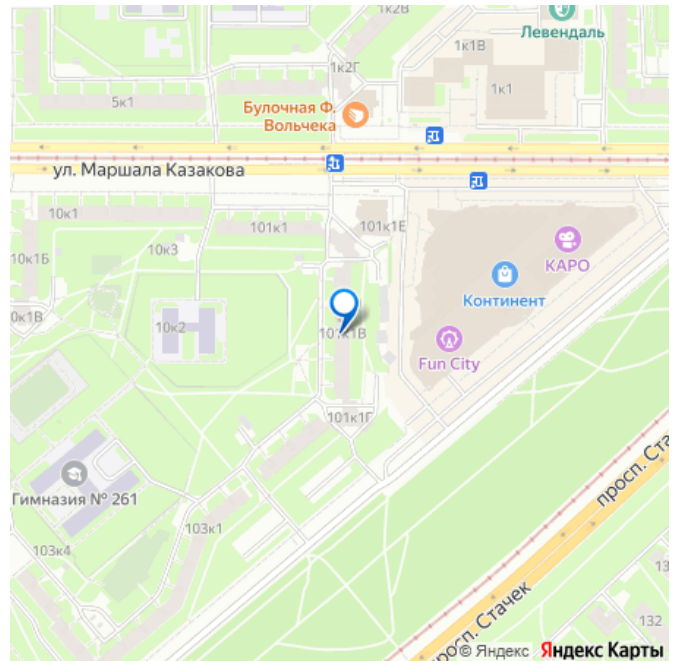 1к2В
Левендаль
1к1В
1к2Г
1к1
5к1
Булочная Ф.
Вольчека
ул. Маршала Казакова
10к1
101к1
101к1Е
10к3
10к1Б
КАРО
Континент
0к1В
10к2
101к1В
Fun City
101к1Г
Гимназия № 261
просп. Ста
103к1
103к4
просп. Стачек
13
132
© Яндекс Яндекс Карты